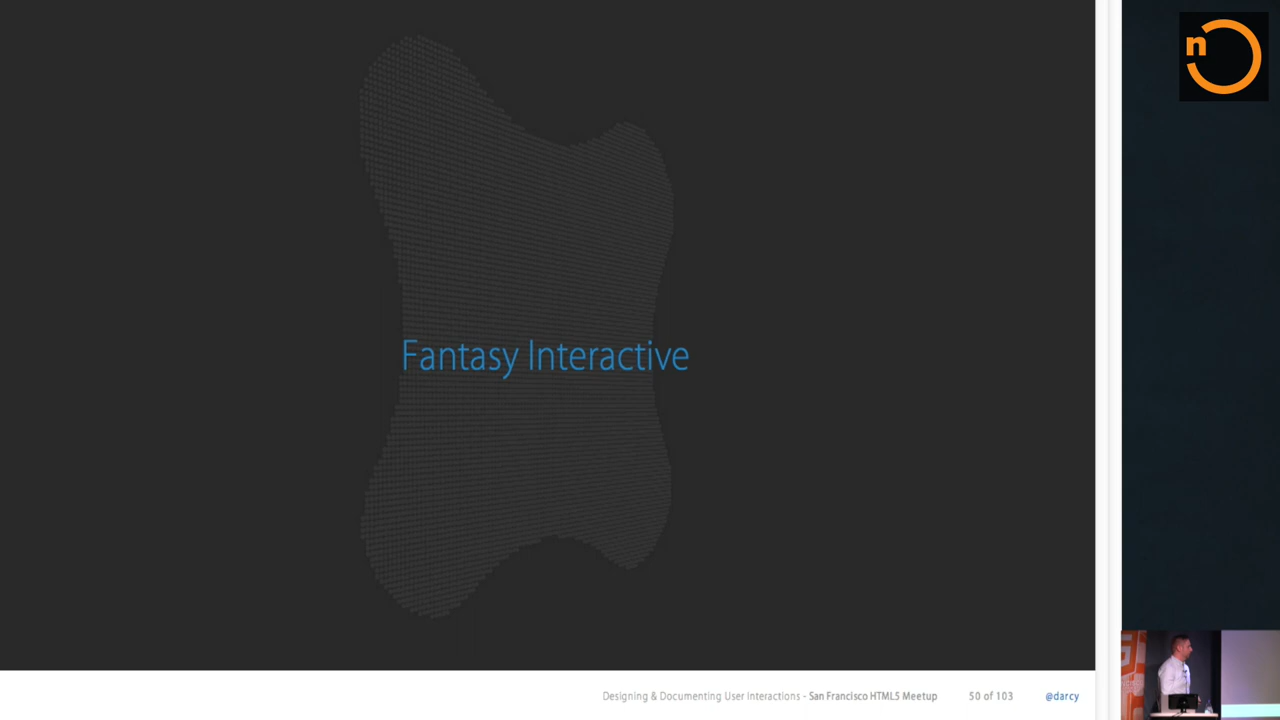 n
Fantasy Interactive
Designing & Documenting User Interactions - San Francisco HTML5 Meetup 50 of 103 @darcy